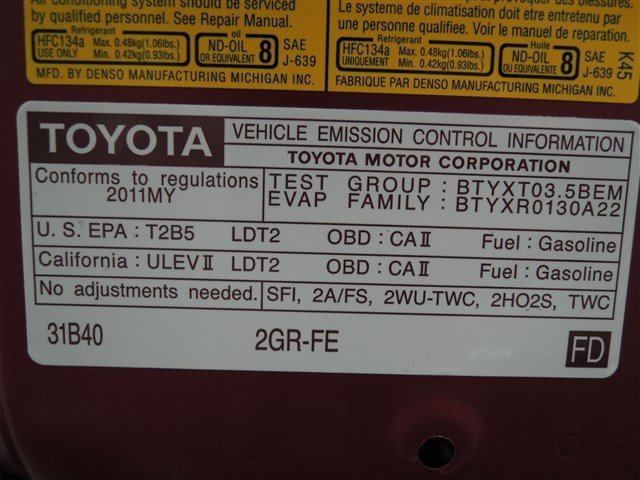 Air conditioning system should be serviced
by qualified personnel. See Repair Manual.
Refrigerant
HFC134a
USE ONLY
Max. 0.48kg(1.06lbs.)
Min. 0.42kg(0.93lbs.)
oil
ND-OIL 8
OR EQUIVALENT
SAE
J-639
MFD. BY DENSO MANUFACTURING MICHIGAN INC.
provoquer des blessures.
Le systeme de climatisation doit etre entretenu par
une personne qualifiée. Voir le manuel de reparation.
Refrigerant
HFC134a
UNIQUEMENT
Max. 0.48kg(1.06lbs.)
Min. 0.42kg(0.93lbs.)
Huile
ND-OIL 8
OU EQUIVALENT
SAE
J-639
K45
FABRIQUE PAR DENSO MANUFACTURING MICHIGAN INC.
TOYOTA
VEHICLE EMISSION CONTROL INFORMATION
TOYOTA MOTOR CORPORATION
Conforms to regulations
2011MY
TEST GROUP : BTYXT03.5BEM
EVAP FAMILY : BTYXR0130A22
U. S. EPA : T2B5 LDT2 OBD : CAII Fuel : Gasoline
California : ULEVII LDT2 OBD : CAII Fuel : Gasoline
No adjustments needed. SFI, 2A/FS, 2WU-TWC, 2HO2S, TWC
31B40 2GR-FE FD